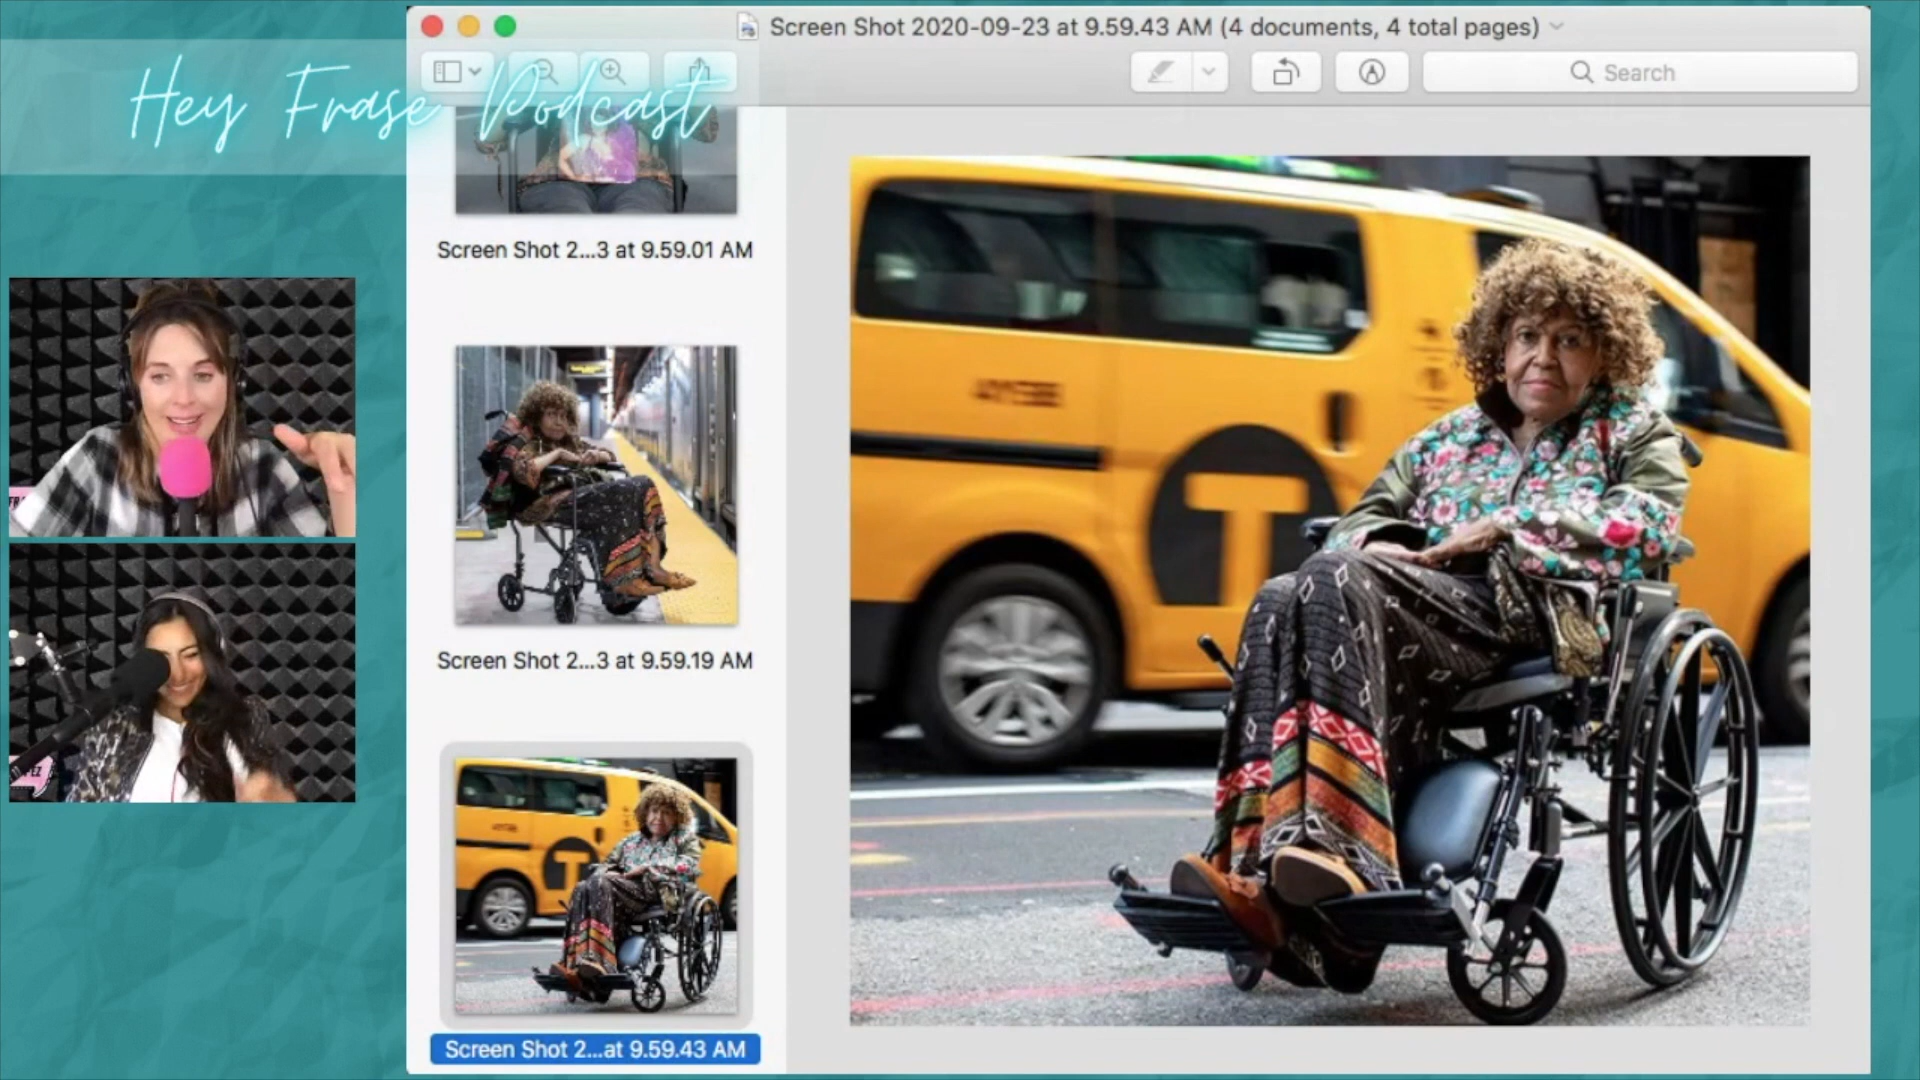 Screen Shot 2020-09-23 at 9.59.43 AM (4 documents, 4 total pages)
Search
Hey Frase Podcast
Screen Shot 2...3 at 9.59.01 AM
Screen Shot 2...3 at 9.59.19 AM
T
T
Screen Shot 2...at 9.59.43 AM